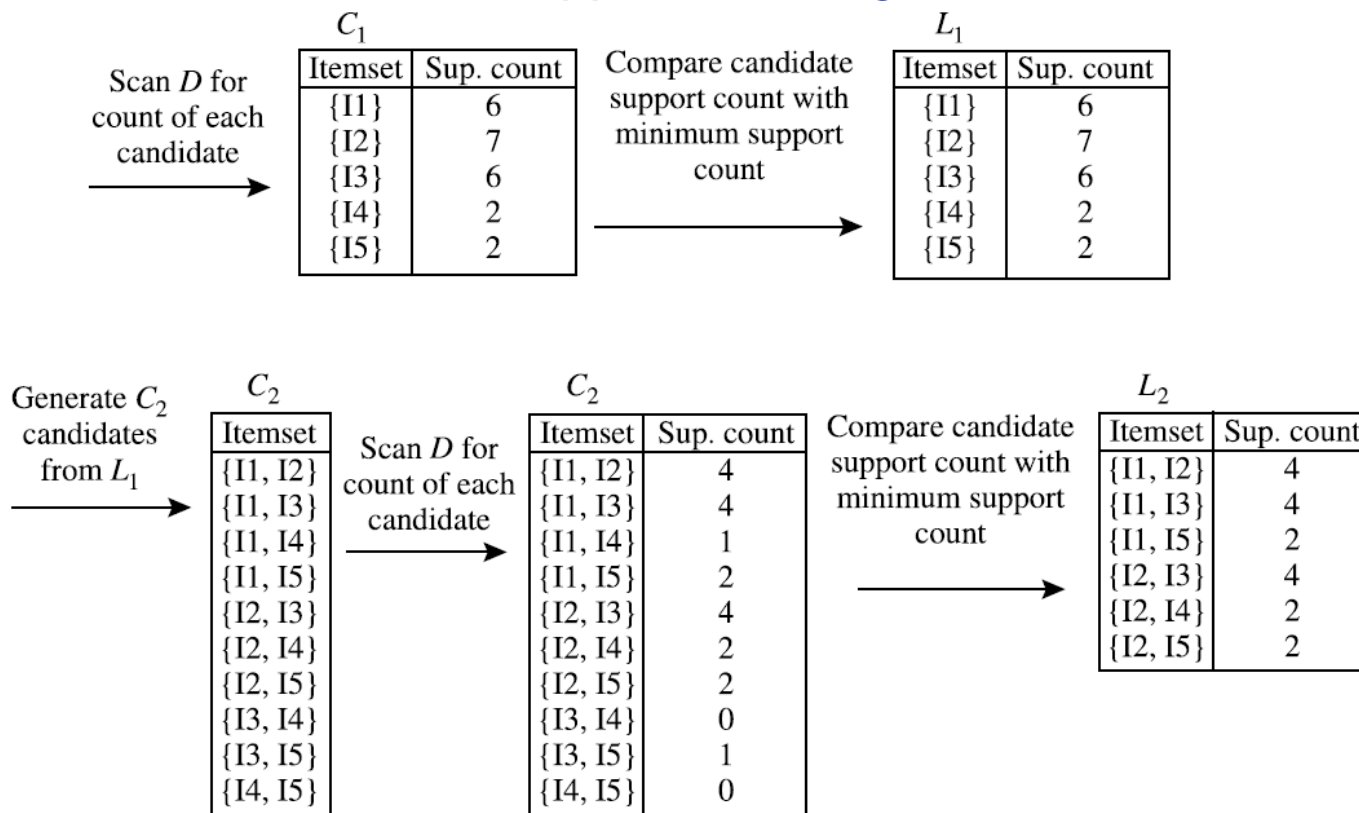 C1
Scan D for
count of each
candidate
Itemset Sup. count
{I1} 6
{I2} 7
{I3} 6
{I4} 2
{I5} 2
Compare candidate
support count with
minimum support
count
L1
Itemset Sup. count
{I1} 6
{I2} 7
{I3} 6
{I4} 2
{I5} 2
Generate C2
candidates
from L1
C2
Itemset
{I1, I2}
{I1, I3}
{I1, I4}
{I1, I5}
{I2, I3}
{I2, I4}
{I2, I5}
{I3, I4}
{I3, I5}
{I4, I5}
Scan D for
count of each
candidate
C2
Itemset Sup. count
{I1, I2} 4
{I1, I3} 4
{I1, I4} 1
{I1, I5} 2
{I2, I3} 4
{I2, I4} 2
{I2, I5} 2
{I3, I4} 0
{I3, I5} 1
{I4, I5} 0
Compare candidate
support count with
minimum support
count
L2
Itemset Sup. count
{I1, I2} 4
{I1, I3} 4
{I1, I5} 2
{I2, I3} 4
{I2, I4} 2
{I2, I5} 2